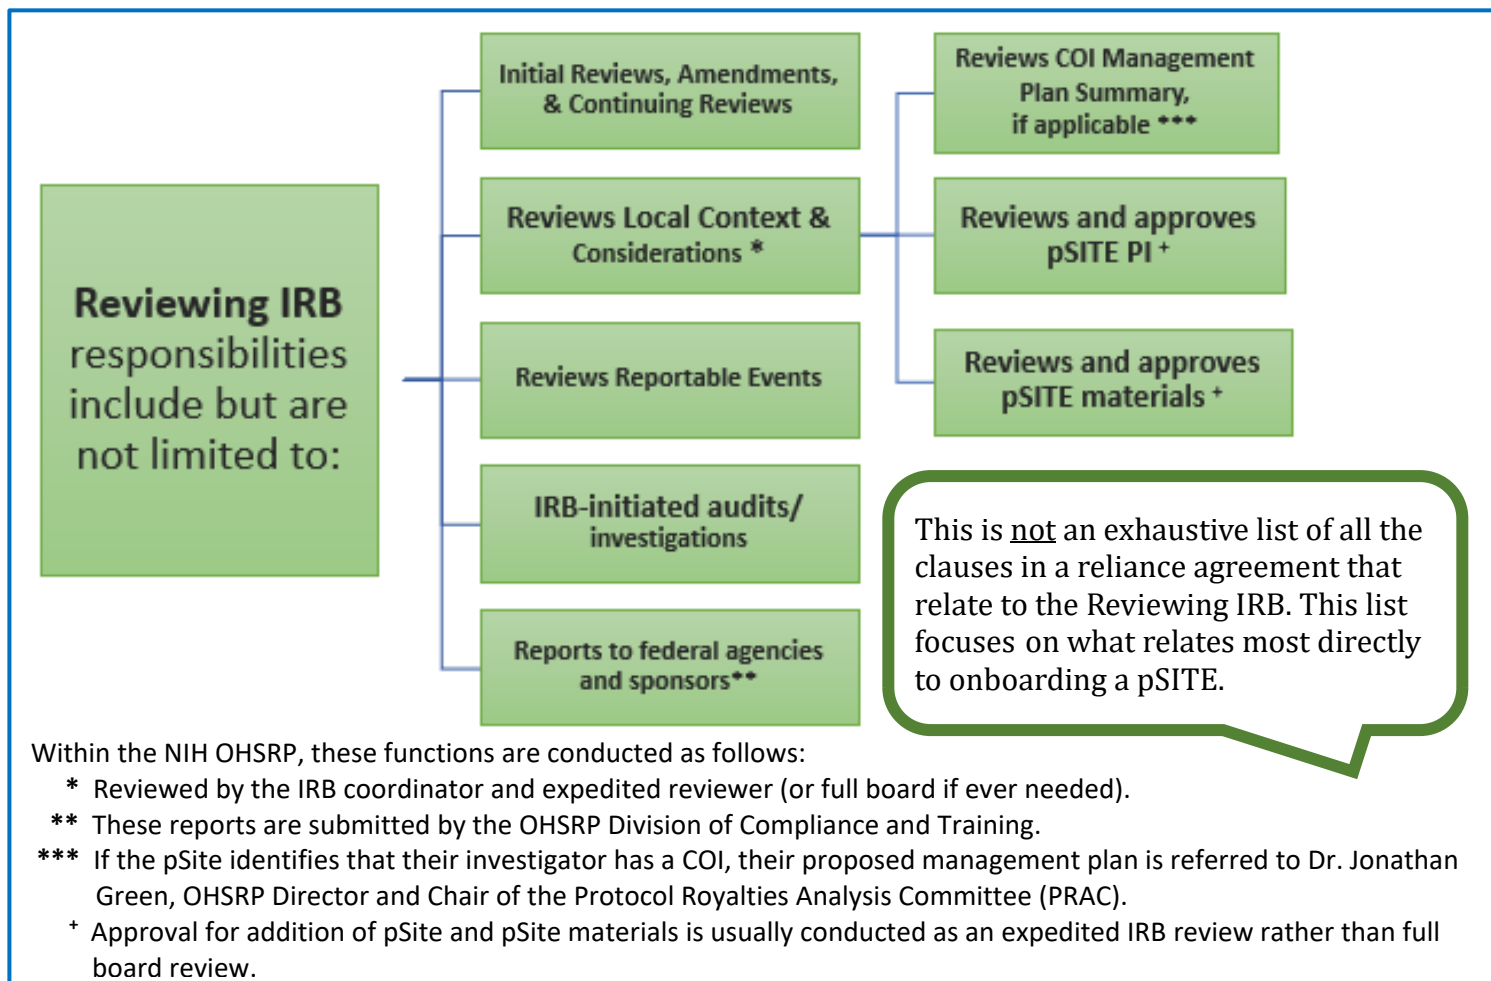 Reviewing IRB
responsibilities
include but are
not limited to:
Initial Reviews, Amendments,
& Continuing Reviews
Reviews Local Context &
Considerations *
Reviews Reportable Events
IRB-initiated audits/
investigations
Reports to federal agencies
and sponsors**
Reviews COI Management
Plan Summary,
if applicable ***
Reviews and approves
pSITE PI +
Reviews and approves
pSITE materials +
This is not an exhaustive list of all the
clauses in a reliance agreement that
relate to the Reviewing IRB. This list
focuses on what relates most directly
to onboarding a pSITE.
Within the NIH OHSRP, these functions are conducted as follows:
* Reviewed by the IRB coordinator and expedited reviewer (or full board if ever needed).
** These reports are submitted by the OHSRP Division of Compliance and Training.
*** If the pSite identifies that their investigator has a COI, their proposed management plan is referred to Dr. Jonathan
Green, OHSRP Director and Chair of the Protocol Royalties Analysis Committee (PRAC).
+ Approval for addition of pSite and pSite materials is usually conducted as an expedited IRB review rather than full
board review.